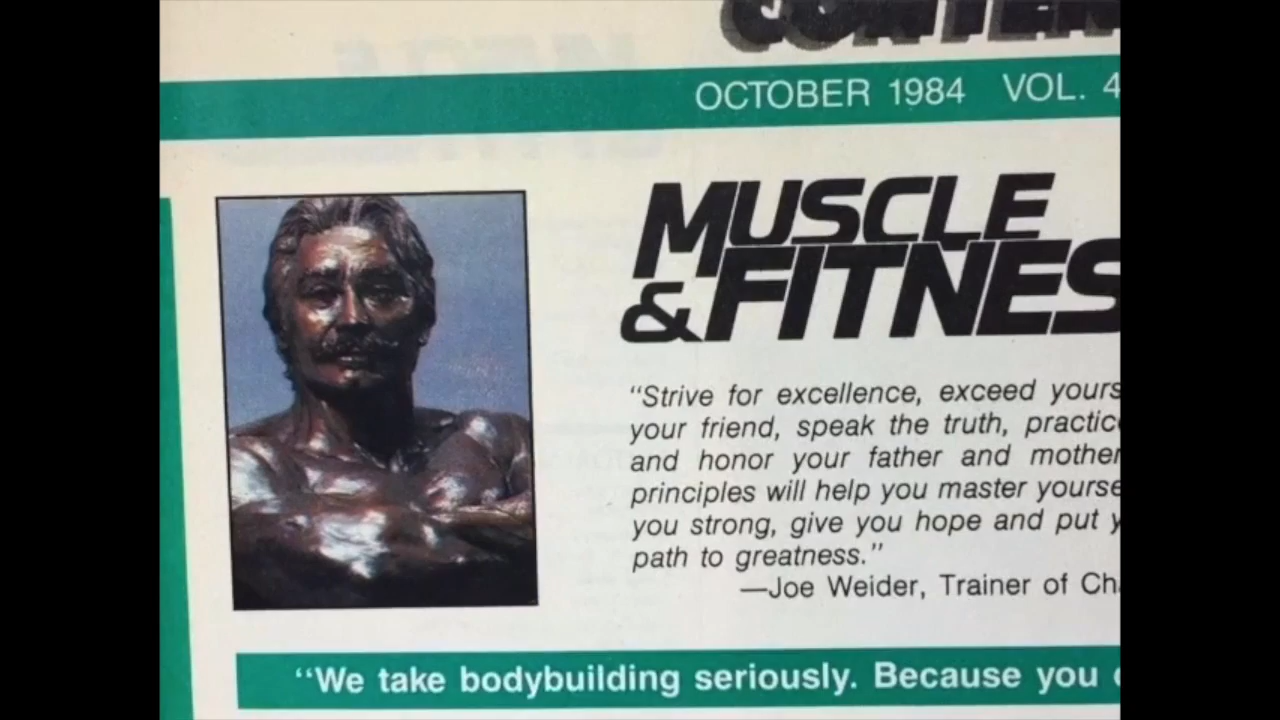 OCTOBER 1984 VOL. 4
MUSCLE
&FITNES
“Strive for excellence, exceed yours
your friend, speak the truth, practic
and honor your father and mother
principles will help you master yourse
you strong, give you hope and put y
path to greatness.”
—Joe Weider, Trainer of Ch
“We take bodybuilding seriously. Because you